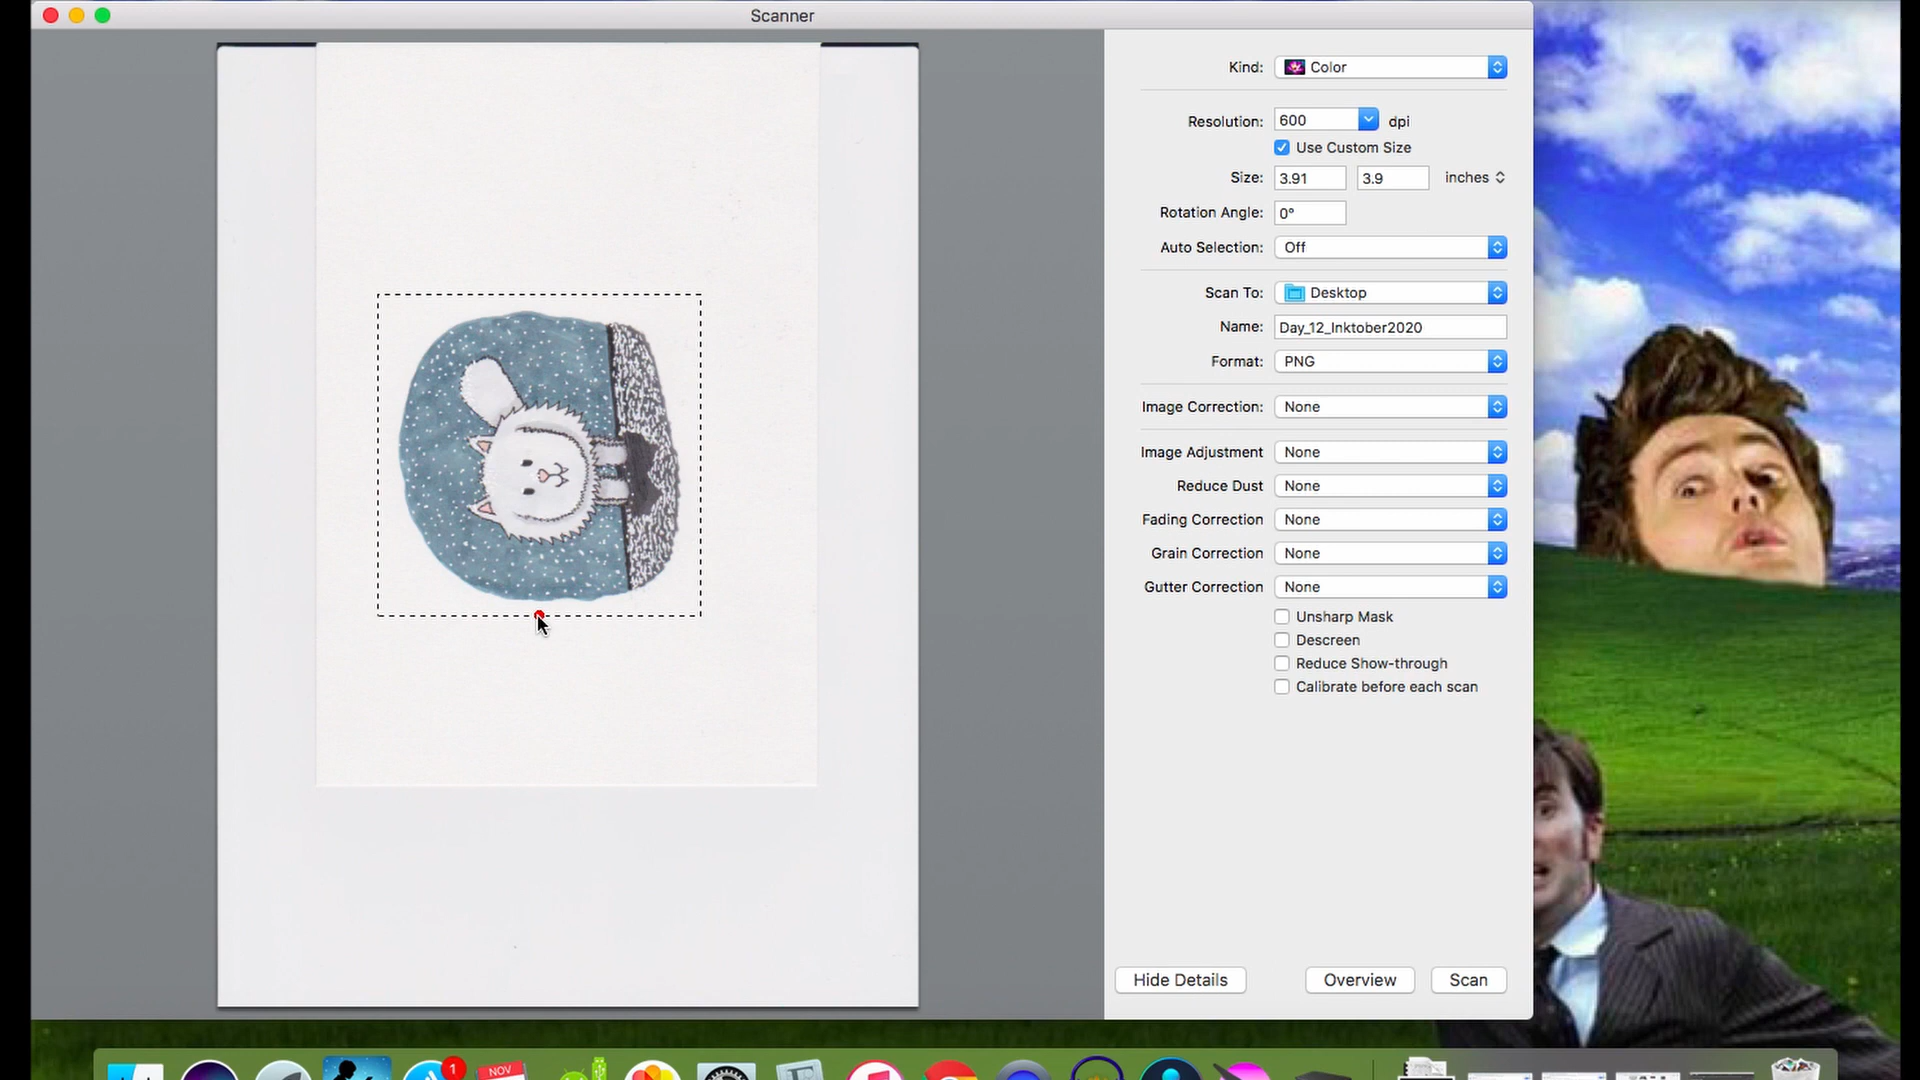 Scanner
Kind: Color
Resolution: 600 dpi
Use Custom Size
Size: 3.91 3.9 inches
Rotation Angle: 0°
Auto Selection: Off
Scan To: Desktop
Name: Day_12_Inktober2020
Format: PNG
Image Correction: None
Image Adjustment None
Reduce Dust None
Fading Correction None
Grain Correction None
Gutter Correction None
Unsharp Mask
Descreen
Reduce Show-through
Calibrate before each scan
Hide Details Overview Scan
1
NOV